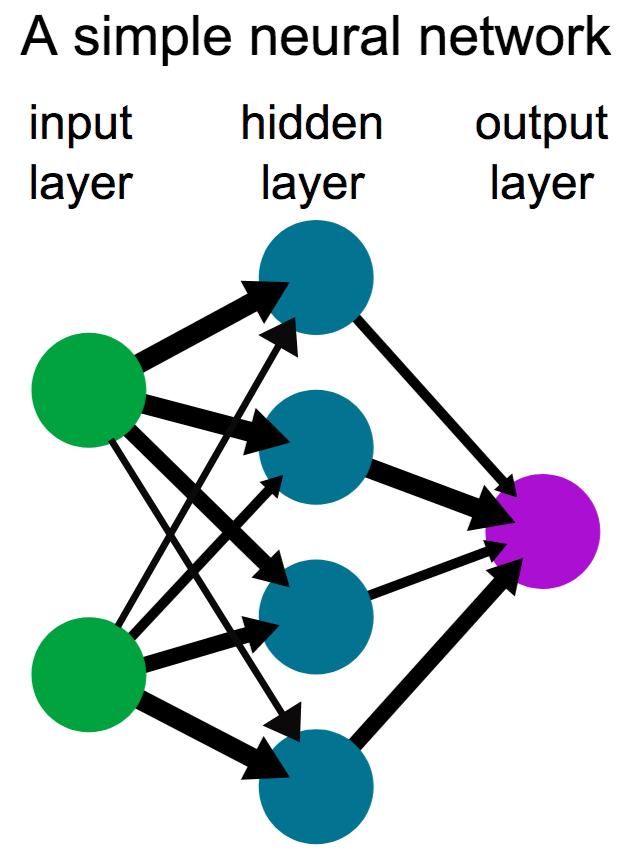 A simple neural network
input hidden output
layer layer layer